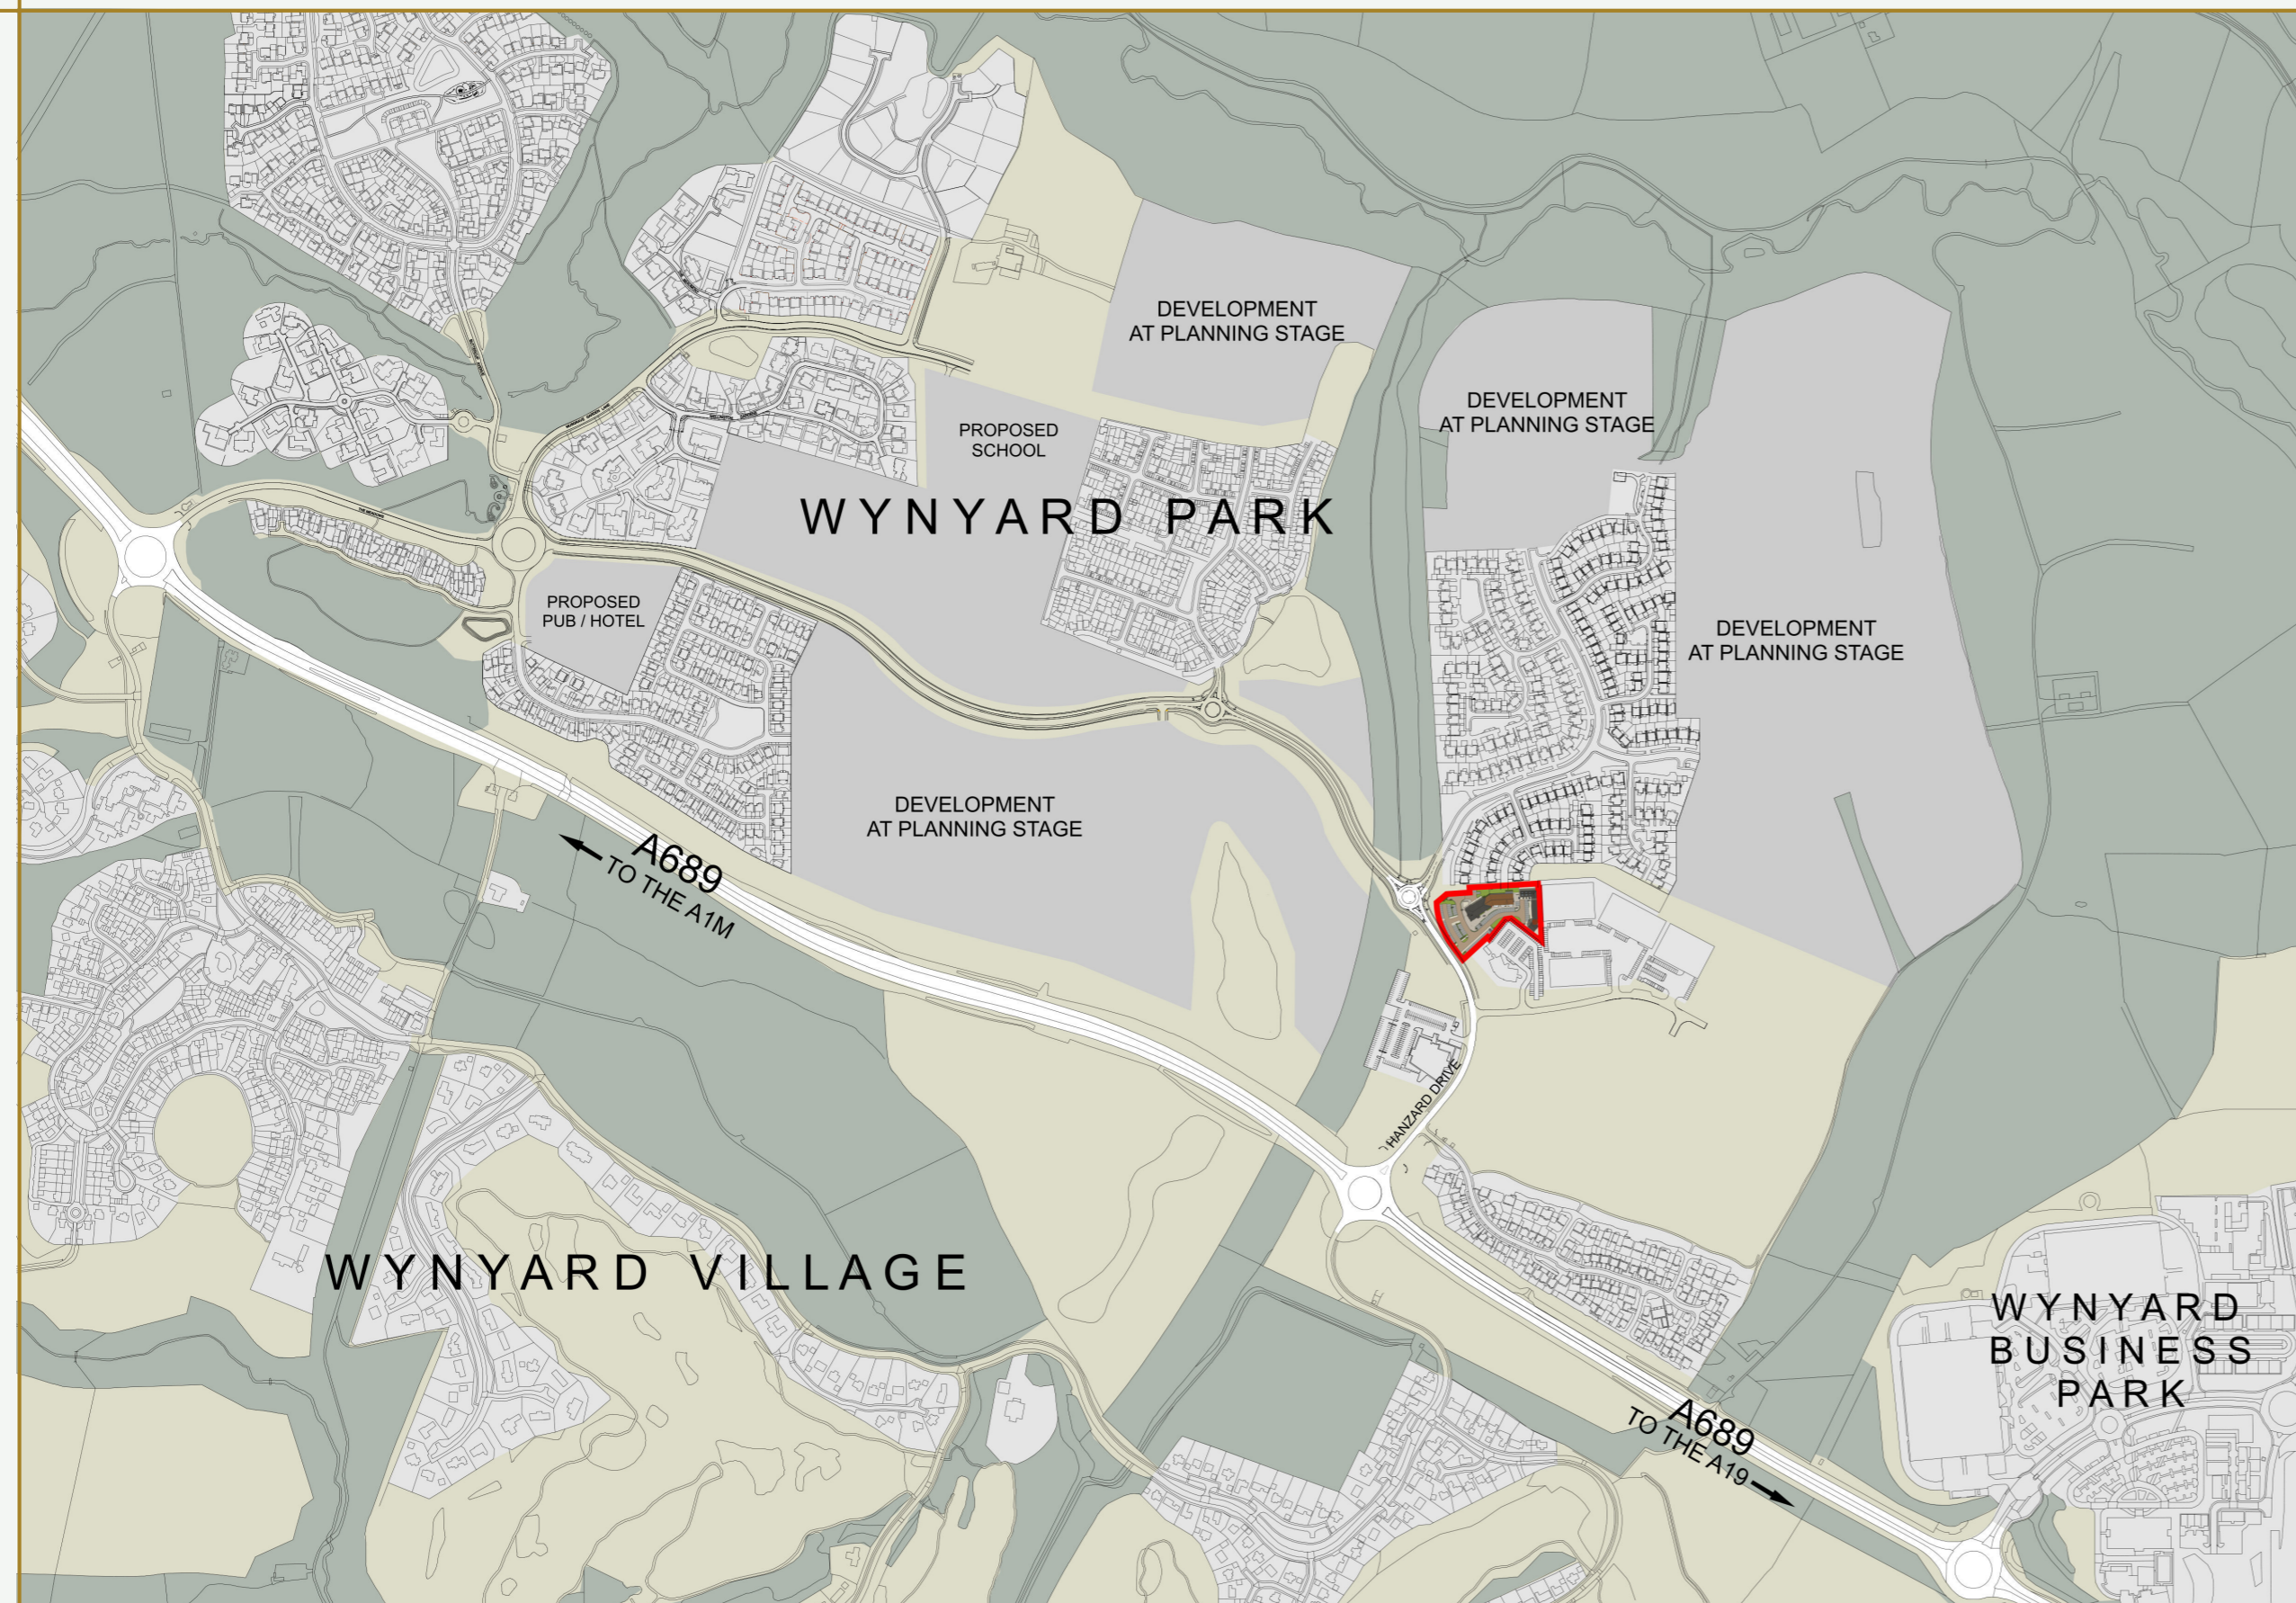 DEVELOPMENT
AT PLANNING STAGE
DEVELOPMENT
AT PLANNING STAGE
PROPOSED
SCHOOL
WYNYARD PARK
PROPOSED
PUB / HOTEL
DEVELOPMENT
AT PLANNING STAGE
DEVELOPMENT
AT PLANNING STAGE
A689
TO THE A1M
HANZARD DRIVE
WYNYARD VILLAGE
WYNYARD
BUSINESS
PARK
A689
TO THE A19
THE MEADOWS